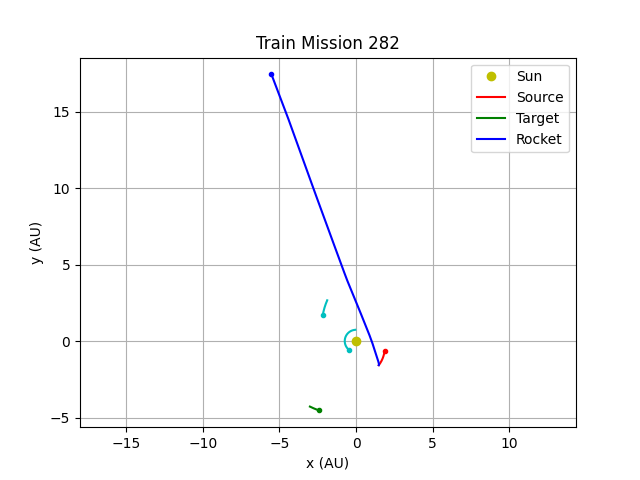 Train Mission 282
Sun
Source
Target
Rocket
15
10
5
0
−5
y (AU)
−15
−10
−5
0
5
10
x (AU)